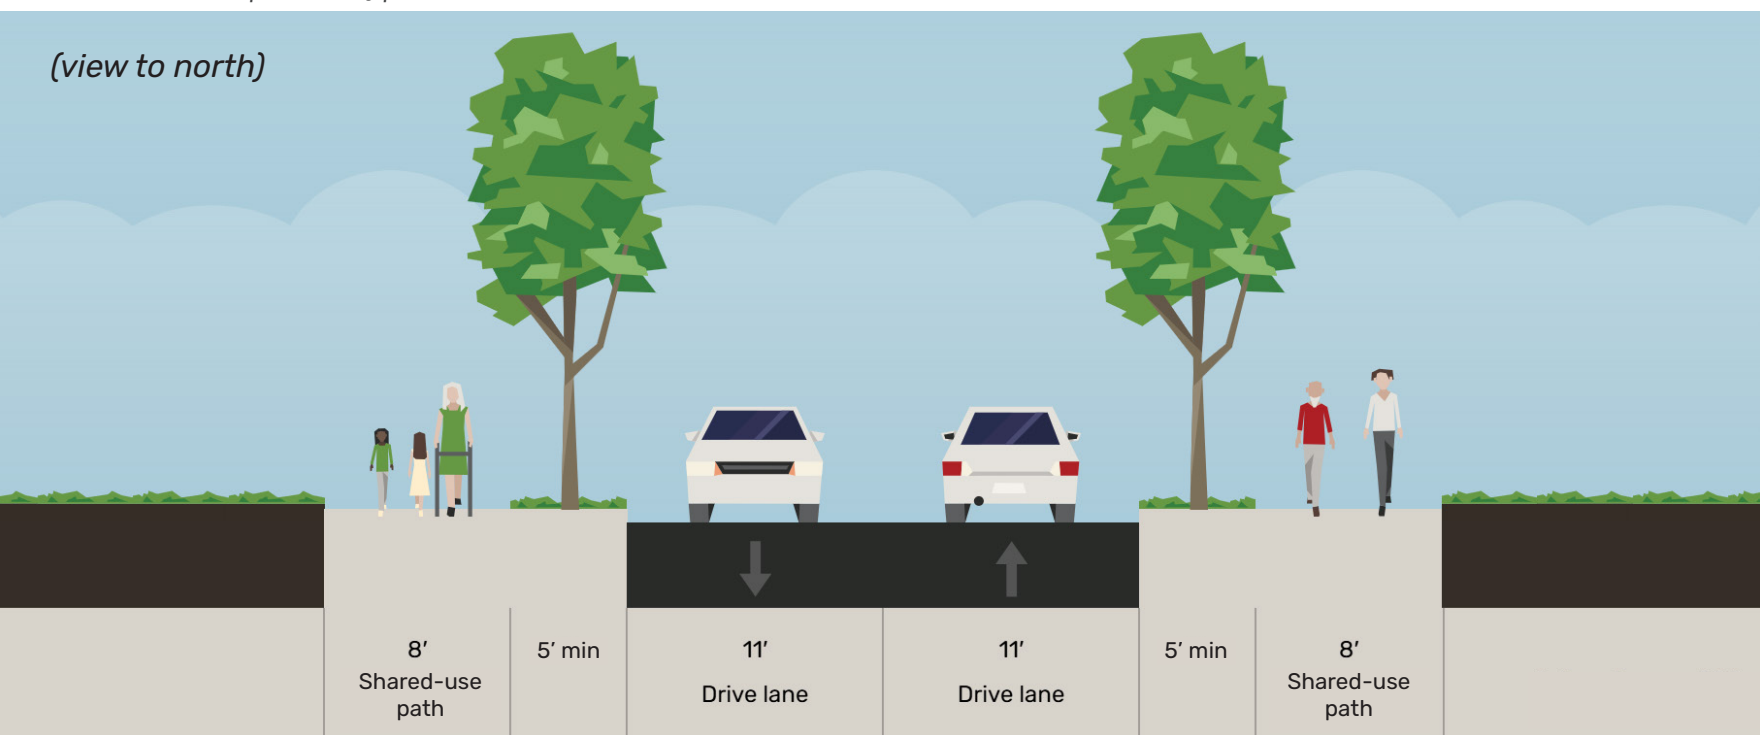 (view to north)
8’
5’ min
11’
11’
5’ min
8’
Shared-use
path
Drive lane
Drive lane
Shared-use
path